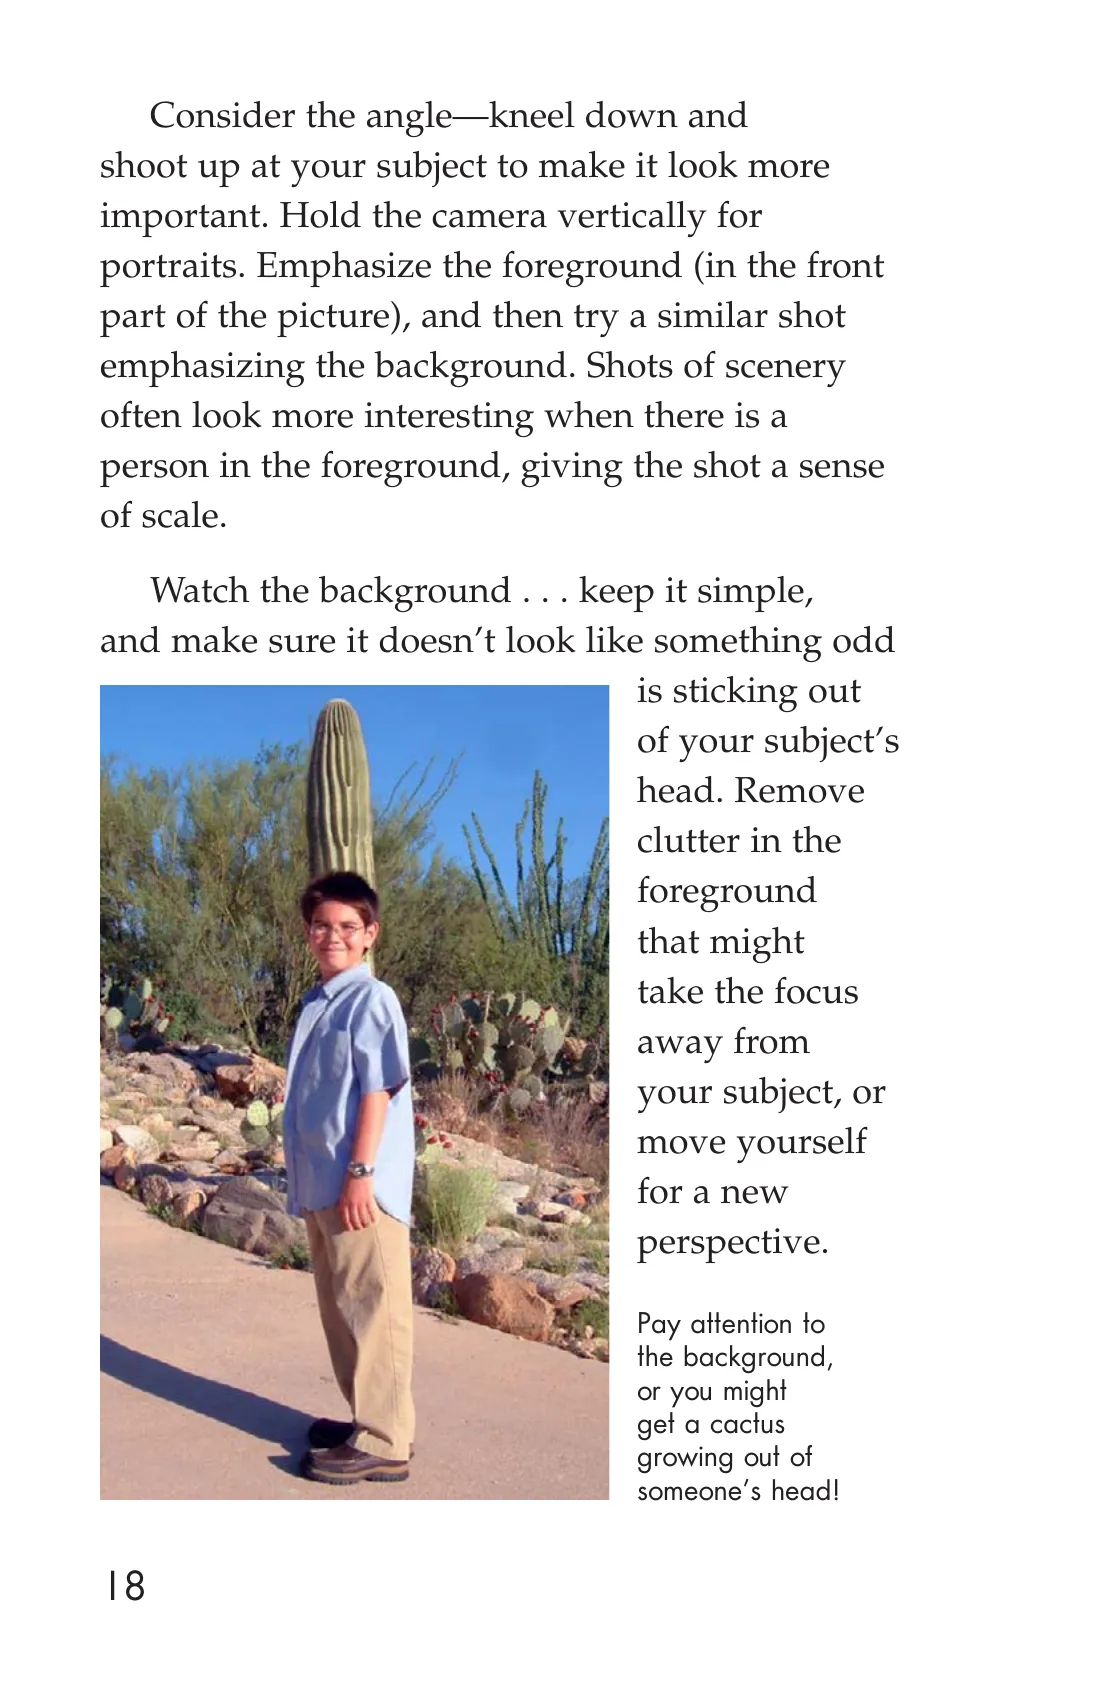 Consider the angle—kneel down and
shoot up at your subject to make it look more
important. Hold the camera vertically for
portraits. Emphasize the foreground (in the front
part of the picture), and then try a similar shot
emphasizing the background. Shots of scenery
often look more interesting when there is a
person in the foreground, giving the shot a sense
of scale.
Watch the background . . . keep it simple,
and make sure it doesn’t look like something odd
is sticking out
of your subject’s
head. Remove
clutter in the
foreground
that might
take the focus
away from
your subject, or
move yourself
for a new
perspective.
Pay attention to
the background,
or you might
get a cactus
growing out of
someone’s head!
18